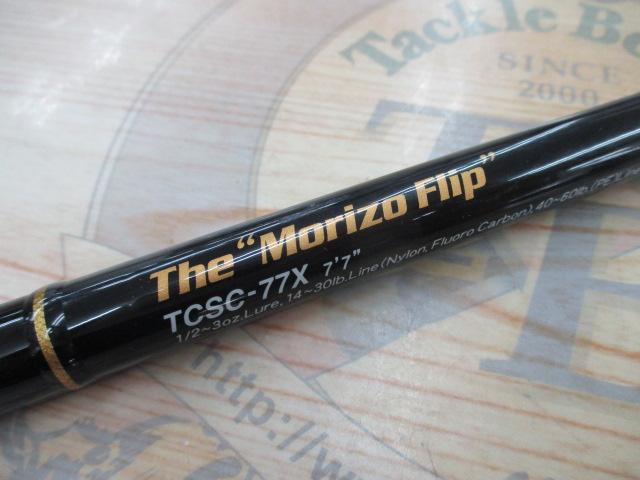 Tackle Be
SINCE
2000
The "Morizo Flip"
TCSC-77X 7'7"
1/2~3oz.Lure. 14~30lb.Line(Nylon, Fluoro Carbon),40~60lb.(PE)
http://w